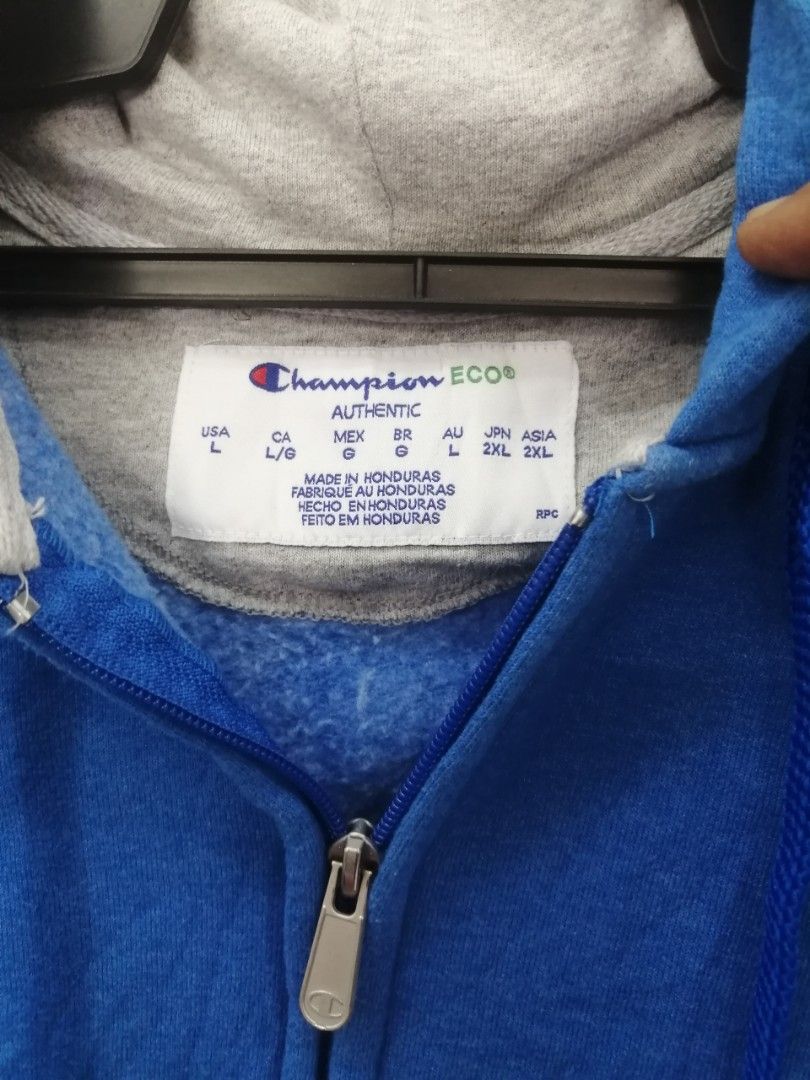 Champion ECO®
AUTHENTIC
USA CA MEX BR AU JPN ASIA
L L/G G G L 2XL 2XL
MADE IN HONDURAS
FABRIQUÉ AU HONDURAS
HECHO EN HONDURAS
FEITO EM HONDURAS
RPC